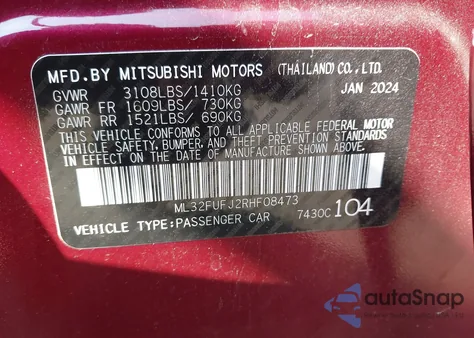 MFD.BY MITSUBISHI MOTORS (THAILAND) CO., LTD.
GVWR 3108LBS/1410KG JAN 2024
GAWR FR 1609LBS/ 730KG
GAWR RR 1521LBS/ 690KG
THIS VEHICLE CONFORMS TO ALL APPLICABLE FEDERAL MOTOR
VEHICLE SAFETY, BUMPER, AND THEFT PREVENTION STANDARDS
IN EFFECT ON THE DATE OF MANUFACTURE SHOWN ABOVE.
ML32FUFJ2RHF08473
VEHICLE TYPE:PASSENGER CAR 7430C 104
autoSnap